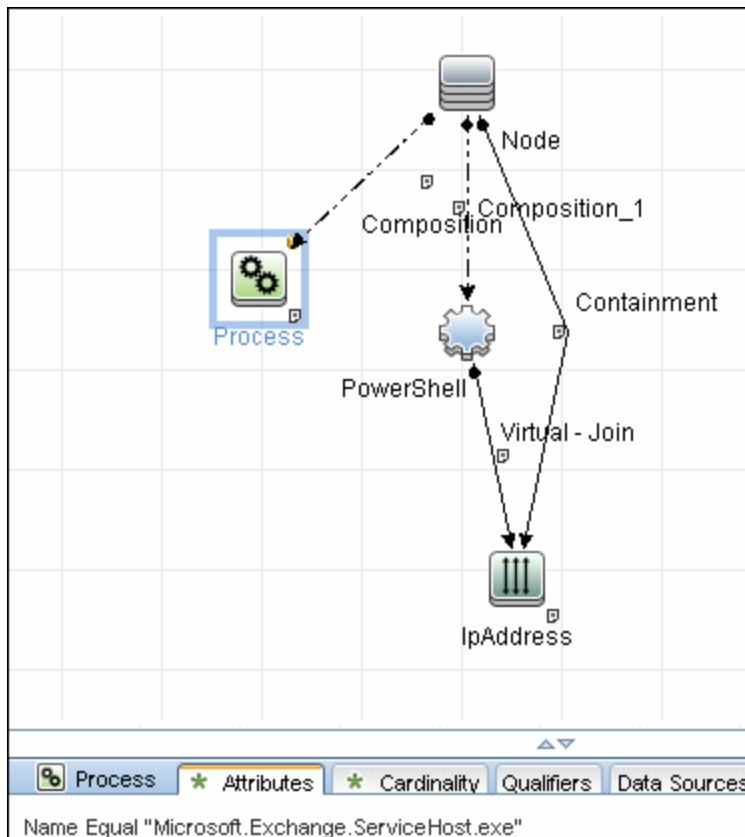 Node
Composition
Composition_1
Process
Containment
PowerShell
Virtual - Join
IpAddress
Process * Attributes * Cardinality Qualifiers Data Sources
Name Equal "Microsoft.Exchange.ServiceHost.exe"